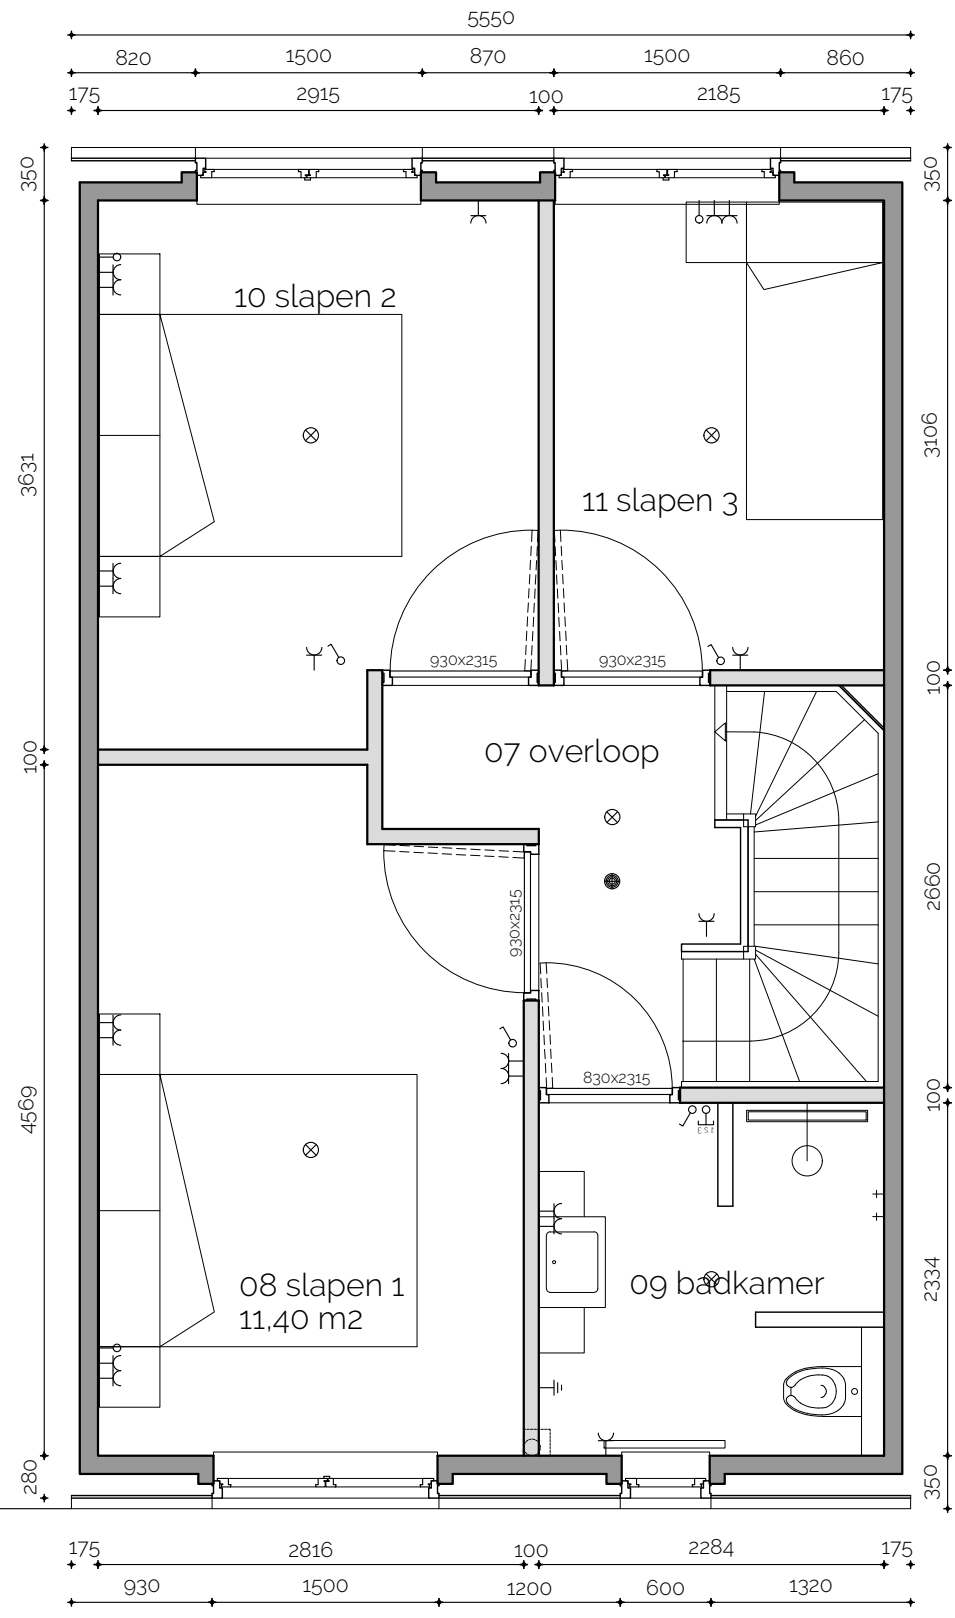 5550
820 1500 870 1500 860
175 2915 100 2185 175
350 350
10 slapen 2
3631 3106
11 slapen 3
930x2315 930x2315
100 100
07 overloop
930x2315 2660
830x2315
4569 100
08 slapen 1
11,40 m2
09 badkamer
2334
280 350
175 2816 100 2284 175
930 1500 1200 600 1320